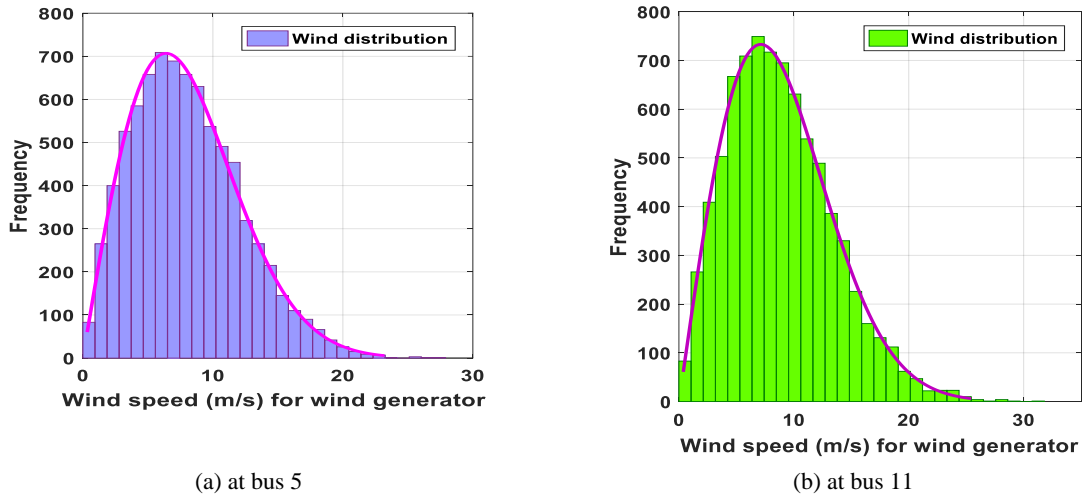 800
700
600
500
400
300
200
100
0
Frequency
Wind distribution
0 10 20 30
Wind speed (m/s) for wind generator
(a) at bus 5
800
700
600
500
400
300
200
100
0
Frequency
Wind distribution
0 10 20 30
Wind speed (m/s) for wind generator
(b) at bus 11